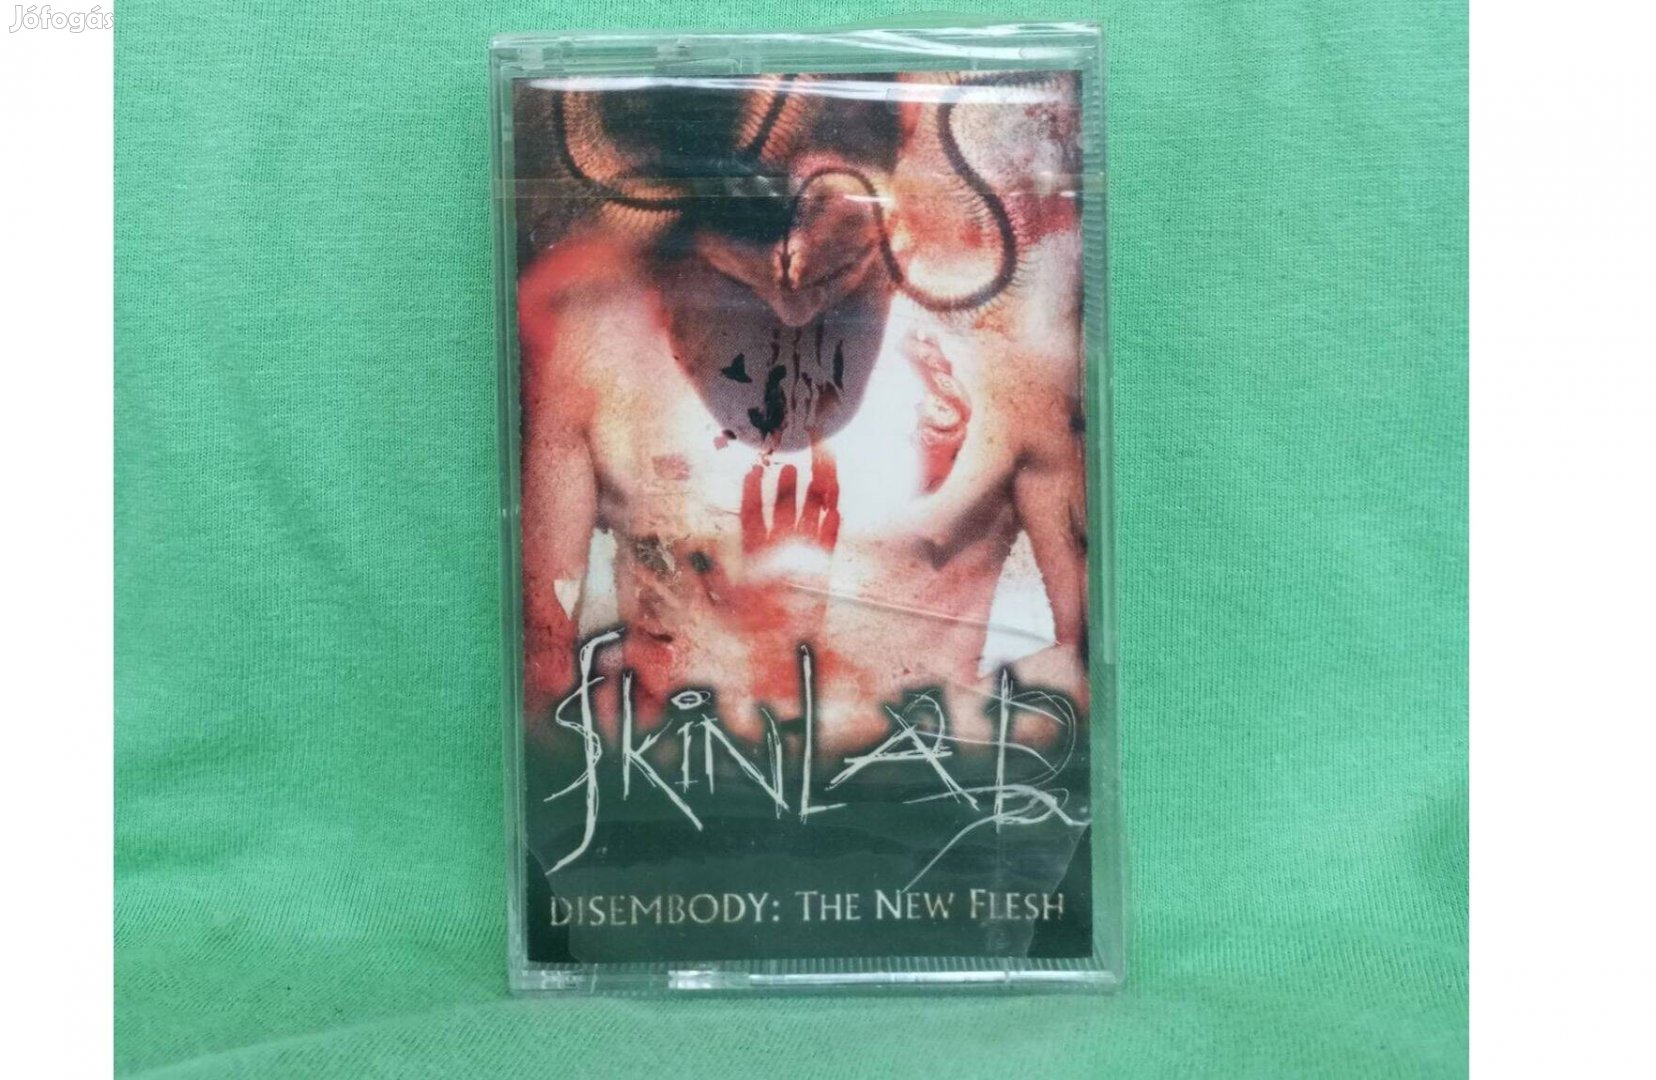 Jófogás
SKINLAB
DISEMBODY: THE NEW FLESH